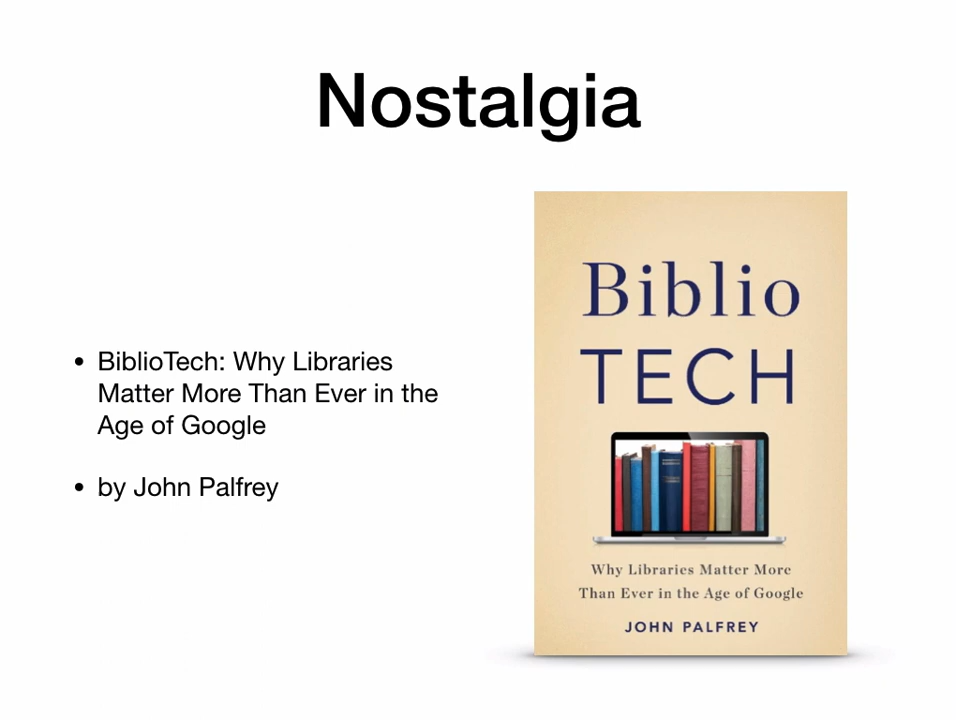 Nostalgia
• BiblioTech: Why Libraries
Matter More Than Ever in the
Age of Google
• by John Palfrey
Biblio
TECH
Why Libraries Matter More
Than Ever in the Age of Google
JOHN PALFREY